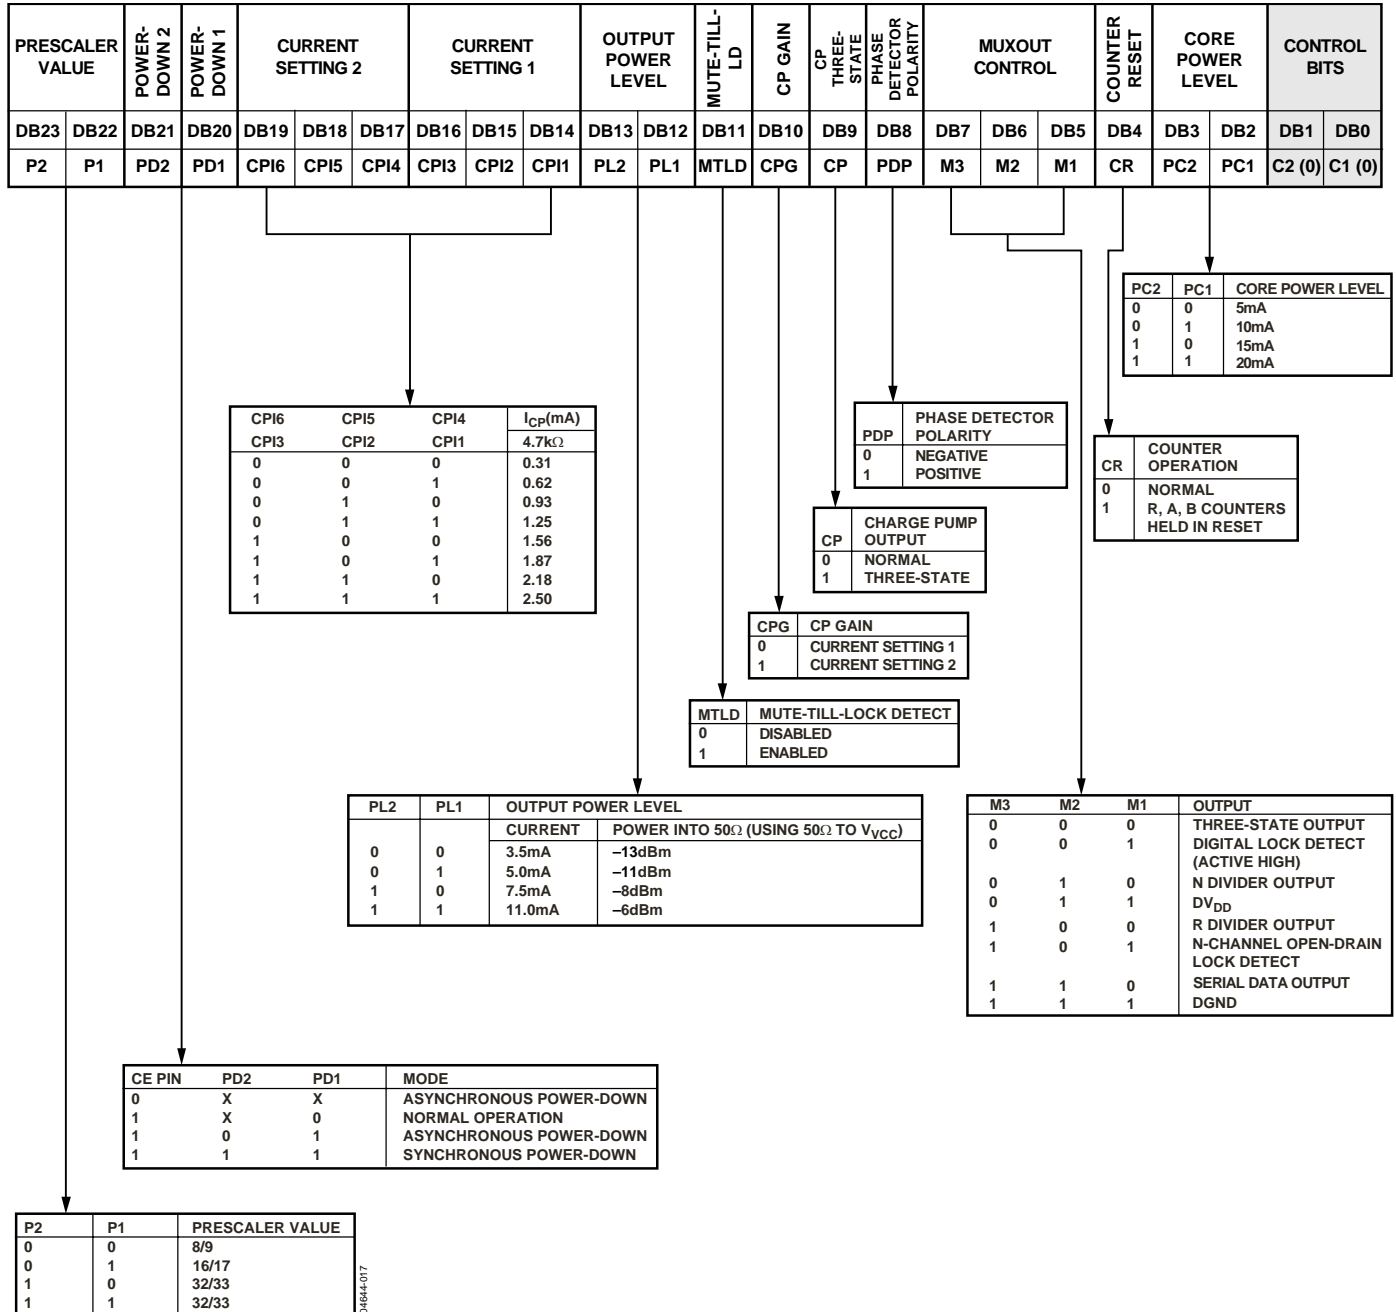 PRESCALER
VALUE
POWER-
DOWN 2
POWER-
DOWN 1
CURRENT
SETTING 2
CURRENT
SETTING 1
OUTPUT
POWER
LEVEL
MUTE-TILL-
LD
CP GAIN
CP
THREE-
STATE
PHASE
DETECTOR
POLARITY
MUXOUT
CONTROL
COUNTER
RESET
CORE
POWER
LEVEL
CONTROL
BITS
DB23 DB22 DB21 DB20 DB19 DB18 DB17 DB16 DB15 DB14 DB13 DB12 DB11 DB10 DB9 DB8 DB7 DB6 DB5 DB4 DB3 DB2 DB1 DB0
P2 P1 PD2 PD1 CPI6 CPI5 CPI4 CPI3 CPI2 CPI1 PL2 PL1 MTLD CPG CP PDP M3 M2 M1 CR PC2 PC1 C2 (0) C1 (0)
PC2 PC1 CORE POWER LEVEL
0 0 5mA
0 1 10mA
1 0 15mA
1 1 20mA
CPI6 CPI5 CPI4 ICP(mA)
CPI3 CPI2 CPI1 4.7kΩ
0 0 0 0.31
0 0 1 0.62
0 1 0 0.93
0 1 1 1.25
1 0 0 1.56
1 0 1 1.87
1 1 0 2.18
1 1 1 2.50
PHASE DETECTOR
PDP POLARITY
0 NEGATIVE
1 POSITIVE
COUNTER
CR OPERATION
0 NORMAL
1 R, A, B COUNTERS
HELD IN RESET
CHARGE PUMP
CP OUTPUT
0 NORMAL
1 THREE-STATE
CPG CP GAIN
0 CURRENT SETTING 1
1 CURRENT SETTING 2
MTLD MUTE-TILL-LOCK DETECT
0 DISABLED
1 ENABLED
PL2 PL1 OUTPUT POWER LEVEL
CURRENT POWER INTO 50Ω (USING 50Ω TO VVCC)
0 0 3.5mA –13dBm
0 1 5.0mA –11dBm
1 0 7.5mA –8dBm
1 1 11.0mA –6dBm
M3 M2 M1 OUTPUT
0 0 0 THREE-STATE OUTPUT
0 0 1 DIGITAL LOCK DETECT
(ACTIVE HIGH)
0 1 0 N DIVIDER OUTPUT
0 1 1 DVDD
1 0 0 R DIVIDER OUTPUT
1 0 1 N-CHANNEL OPEN-DRAIN
LOCK DETECT
1 1 0 SERIAL DATA OUTPUT
1 1 1 DGND
CE PIN PD2 PD1 MODE
0 X X ASYNCHRONOUS POWER-DOWN
1 X 0 NORMAL OPERATION
1 0 1 ASYNCHRONOUS POWER-DOWN
1 1 1 SYNCHRONOUS POWER-DOWN
P2 P1 PRESCALER VALUE
0 0 8/9
0 1 16/17
1 0 32/33
1 1 32/33
04644-017